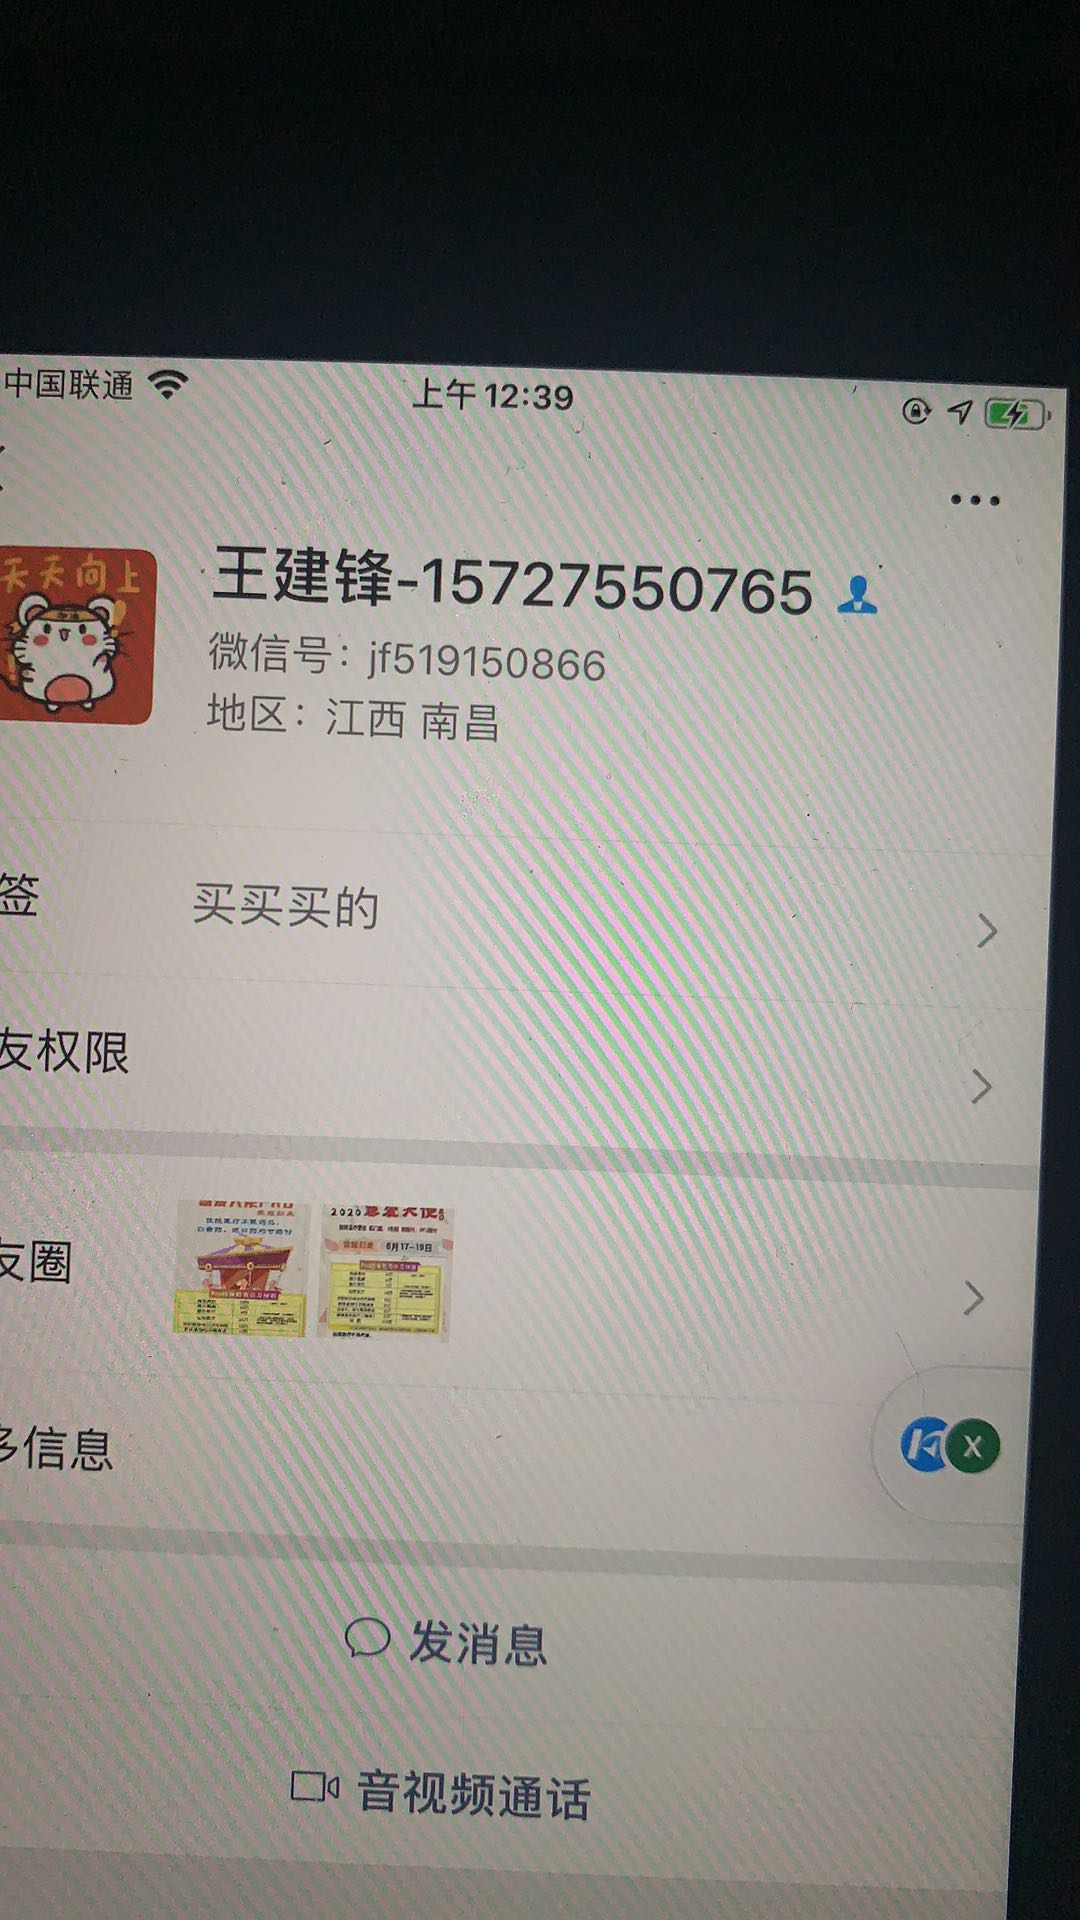 中国联通
上午12:39
天天向上
王建锋-15727550765
微信号：jf519150866
地区：江西 南昌
签
买买买的
友权限
2020
6月17-19日
友圈
多信息
X
发消息
音视频通话